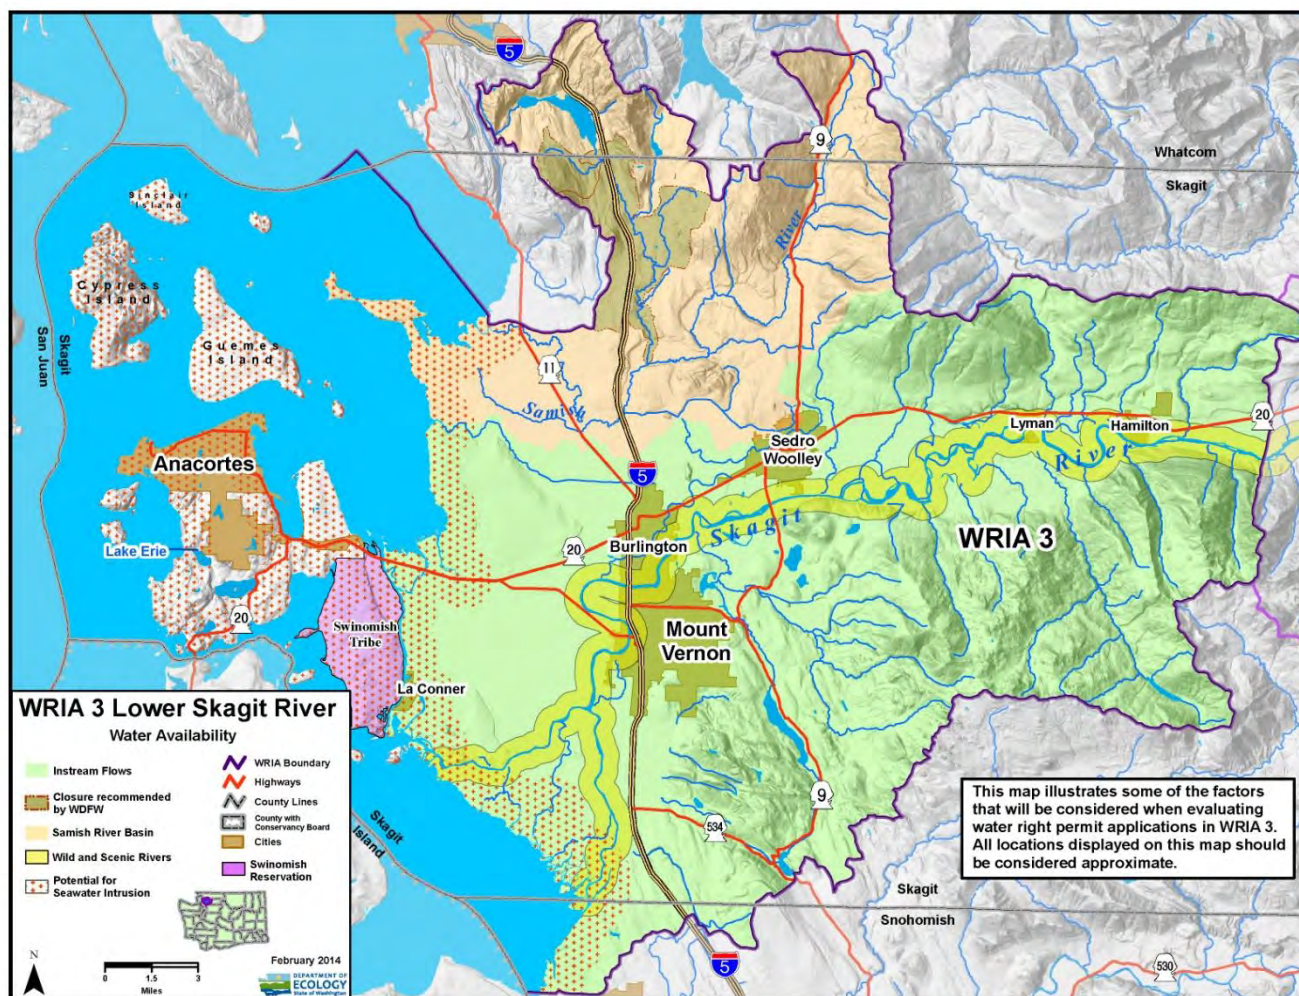 5
9
Whatcom
Skagit
Sinclair
Island
River
Cypress
Island
Skagit
San Juan
Guemes
Island
11
Samish
20
Lyman
Hamilton
Sedro
Woolley
River
Anacortes
5
Skagit
WRIA 3
Lake Erie
20
Burlington
20
Swinomish
Tribe
Mount
Vernon
La Conner
9
534
Skagit
Island
Skagit
Snohomish
5
530
WRIA 3 Lower Skagit River
Water Availability
Instream Flows
Closure recommended
by WDFW
Samish River Basin
Wild and Scenic Rivers
Potential for
Seawater Intrusion
WRIA Boundary
Highways
County Lines
County with
Conservancy Board
Cities
Swinomish
Reservation
N
0 1.5 3
Miles
February 2014
DEPARTMENT OF
ECOLOGY
State of Washington
This map illustrates some of the factors
that will be considered when evaluating
water right permit applications in WRIA 3.
All locations displayed on this map should
be considered approximate.